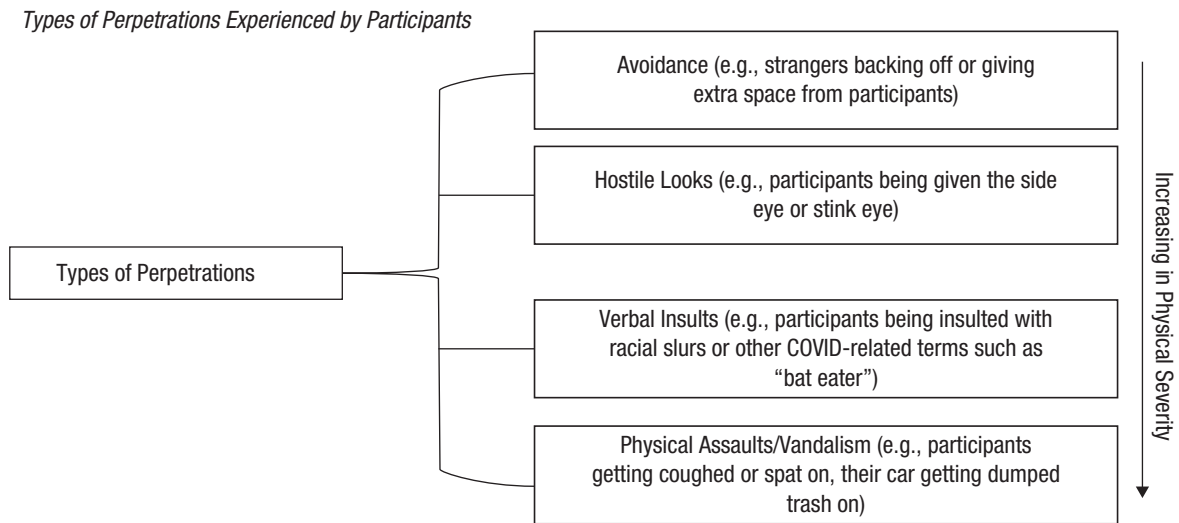 Types of Perpetrations Experienced by Participants
Avoidance (e.g., strangers backing off or giving
extra space from participants)
Hostile Looks (e.g., participants being given the side
eye or stink eye)
Types of Perpetrations
Verbal Insults (e.g., participants being insulted with
racial slurs or other COVID-related terms such as
“bat eater”)
Physical Assaults/Vandalism (e.g., participants
getting coughed or spat on, their car getting dumped
trash on)
Increasing in Physical Severity